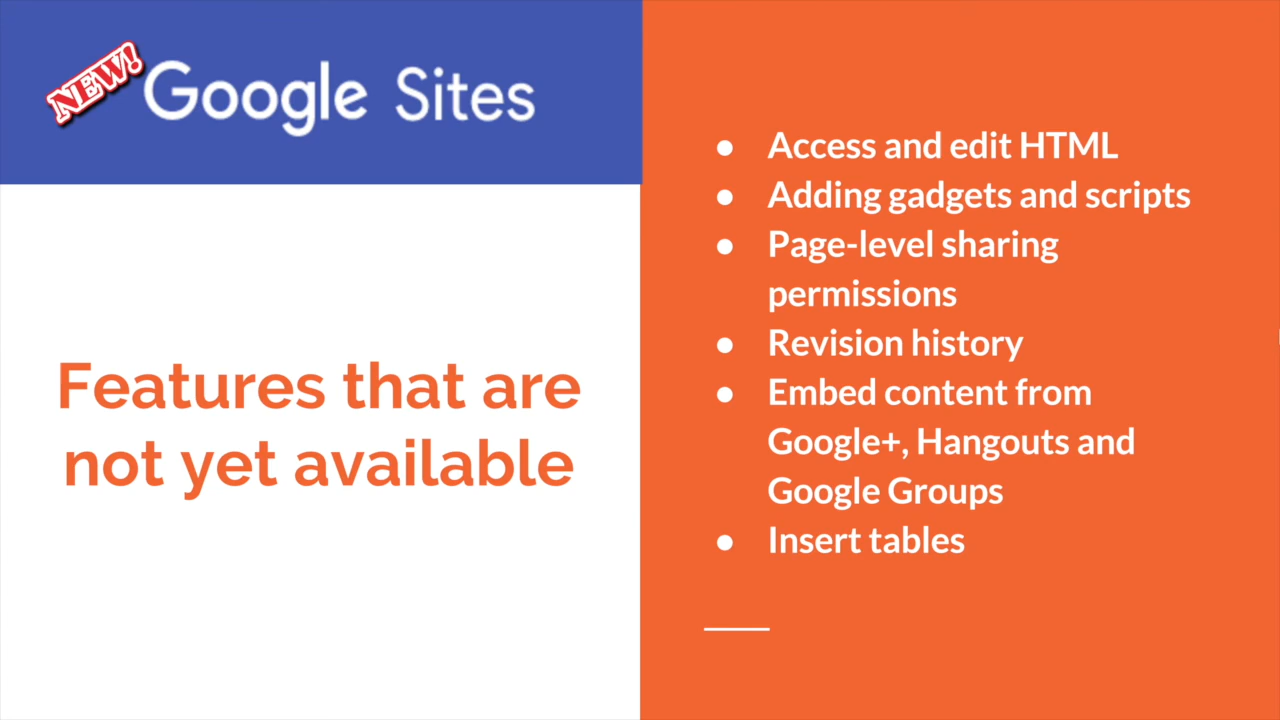 NEW!
Google Sites
Features that are
not yet available
● Access and edit HTML
● Adding gadgets and scripts
● Page-level sharing
permissions
● Revision history
● Embed content from
Google+, Hangouts and
Google Groups
● Insert tables